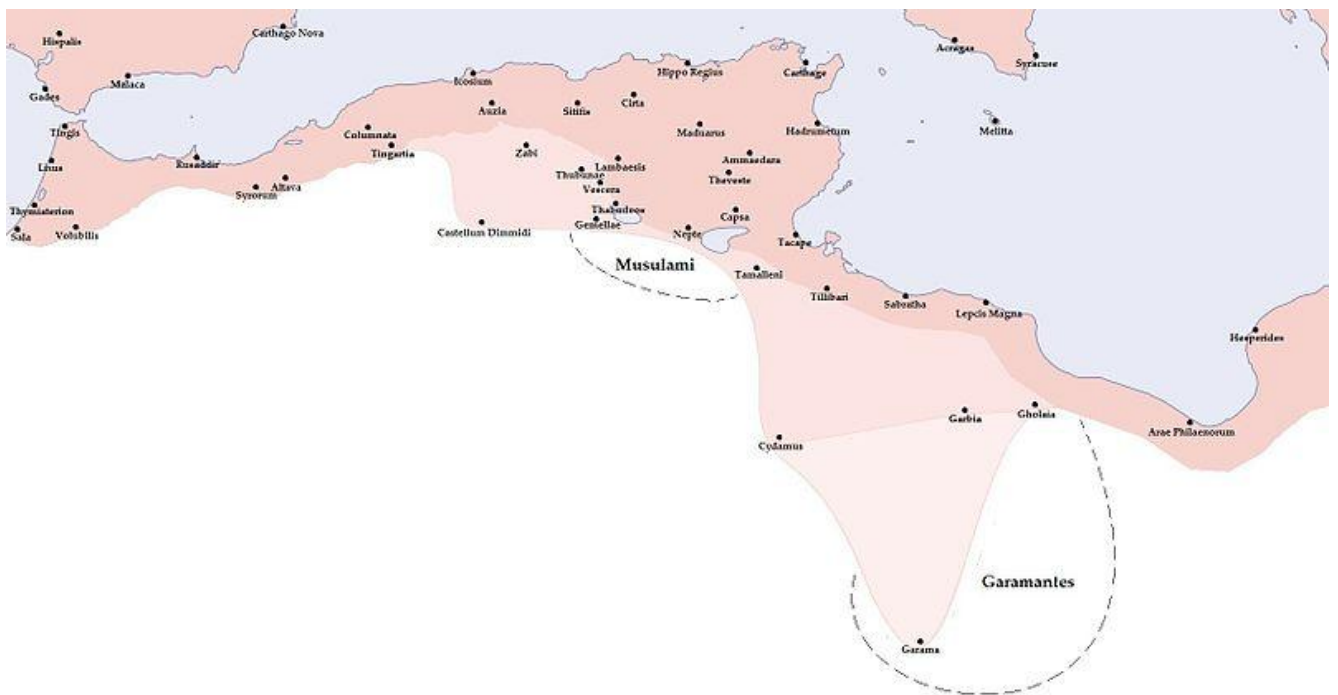 Carthago Nova
Hispalis
Acragas
Syracuse
Hippo Regius
Carthage
Malaca
Icosium
Gades
Cirta
Auzia
Sitifis
Melitta
Tingis
Columnata
Maduarus
Hadrumetum
Tingartia
Zabi
Lixus
Rusaddir
Ammaedara
Lambaesis
Thubunae
Theveste
Altava
Vescera
Syrorum
Thymiaterion
Thabudeos
Capsa
Gemellae
Sala
Volubilis
Castellum Dimmidi
Nepte
Tacape
Musulami
Tamalleni
Tillibari
Sabratha
Lepcis Magna
Hesperides
Garbia
Gholaia
Arae Philaenorum
Cydamus
Garamantes
Garama